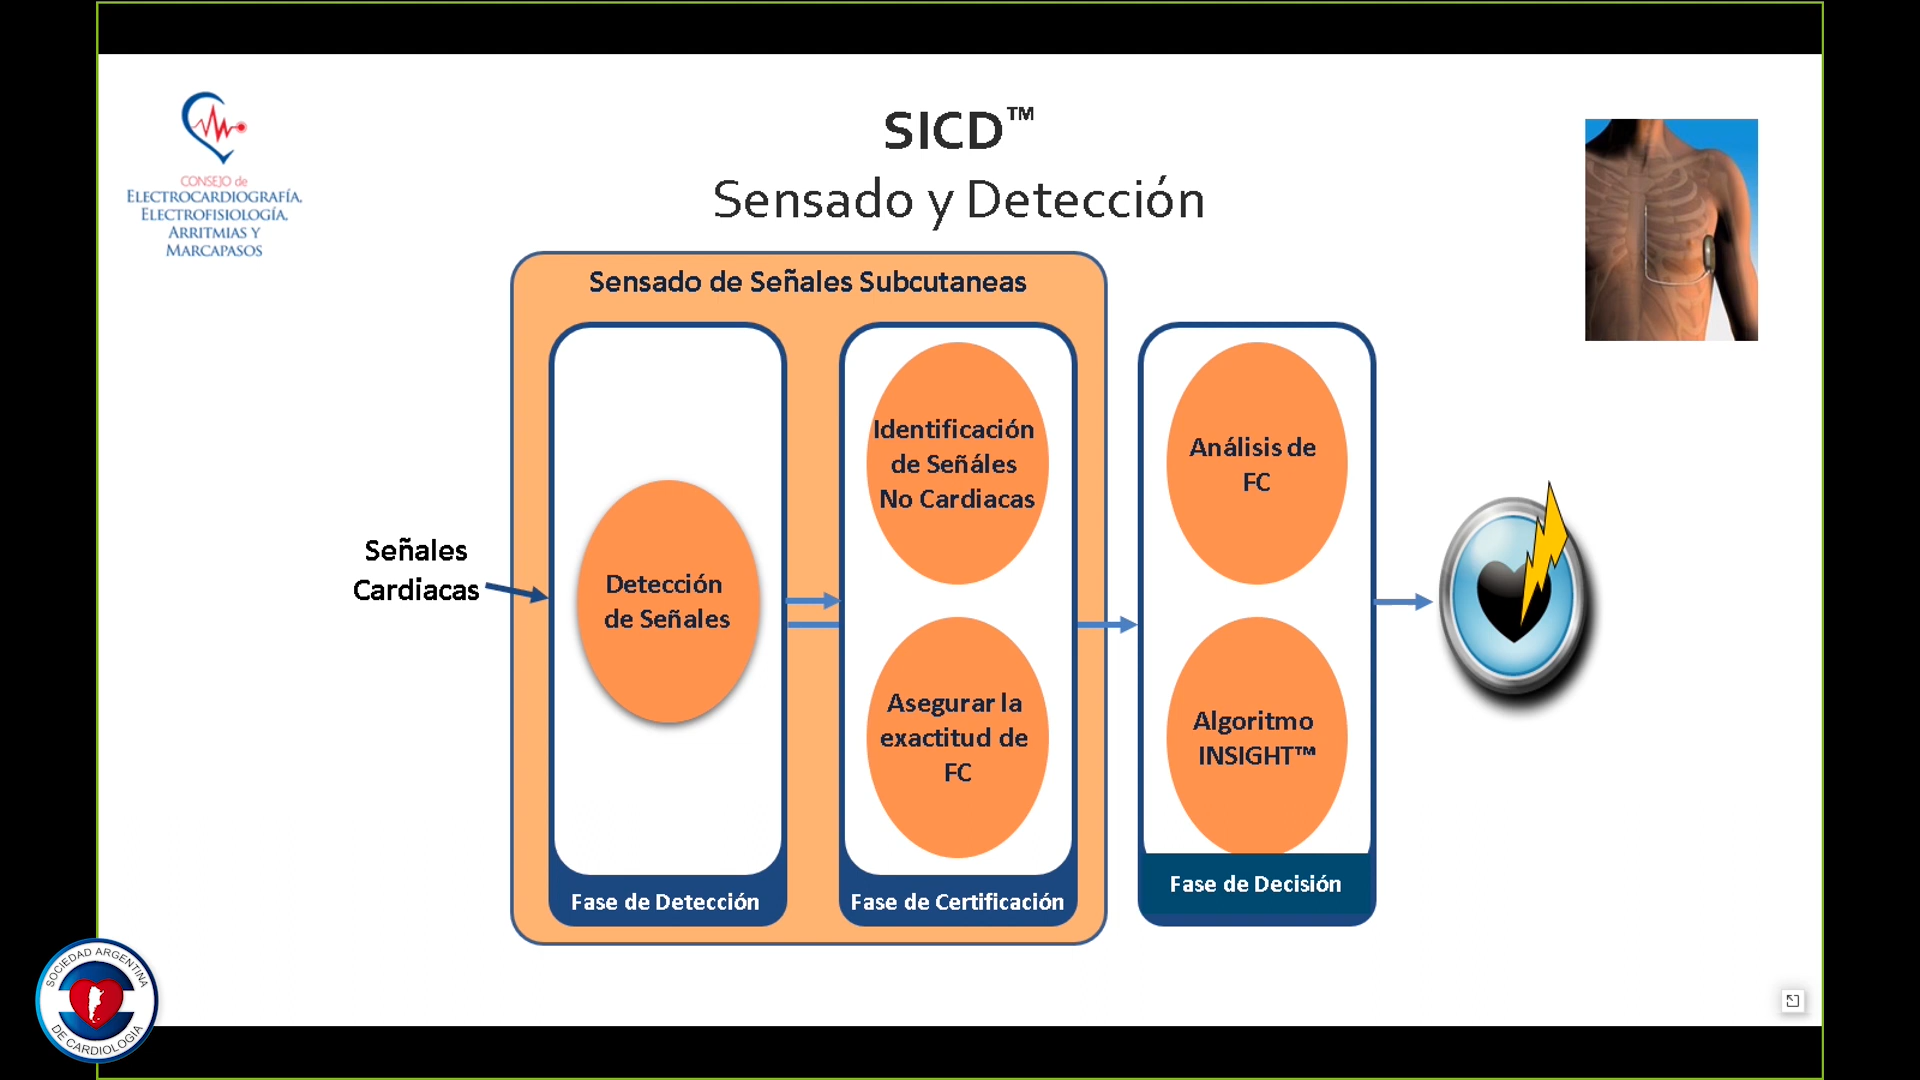 CONSEJO de
ELECTROCARDIOGRAFÍA,
ELECTROFISIOLOGÍA,
ARRITMIAS Y
MARCAPASOS
SICD™
Sensado y Detección
Sensado de Señales Subcutaneas
Señales
Cardiacas
Detección
de Señales
Fase de Detección
Identificación
de Señáles
No Cardiacas
Asegurar la
exactitud de
FC
Fase de Certificación
Análisis de
FC
Algoritmo
INSIGHT™
Fase de Decisión
SOCIEDAD ARGENTINA
DE CARDIOLOGÍA